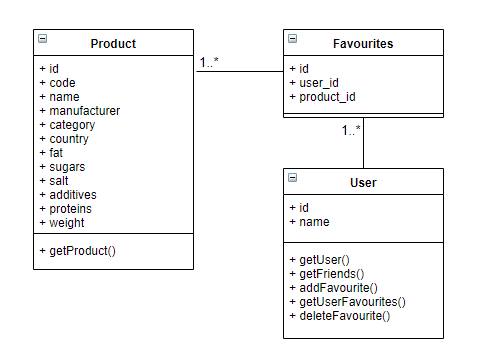 Product
+ id
+ code
+ name
+ manufacturer
+ category
+ country
+ fat
+ sugars
+ salt
+ additives
+ proteins
+ weight
+ getProduct()
1..*
Favourites
+ id
+ user_id
+ product_id
1..*
User
+ id
+ name
+ getUser()
+ getFriends()
+ addFavourite()
+ getUserFavourites()
+ deleteFavourite()